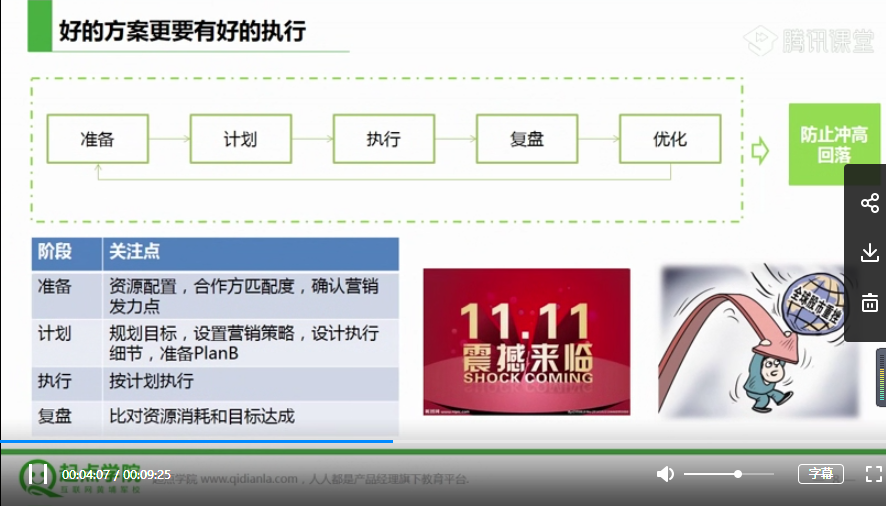 好的方案更要有好的执行
腾讯课堂
准备
计划
执行
复盘
优化
防止冲高
回落
阶段
关注点
准备
资源配置，合作方匹配度，确认营销
发力点
计划
规划目标，设置营销策略，设计执行
细节，准备PlanB
执行
按计划执行
复盘
比对资源消耗和目标达成
11.11
震撼来临
SHOCK COMING
全球股市重挫
起点学院
00:04:07 / 00:09:25
起点学院 www.qidianla.com，人人都是产品经理旗下教育平台.
字幕